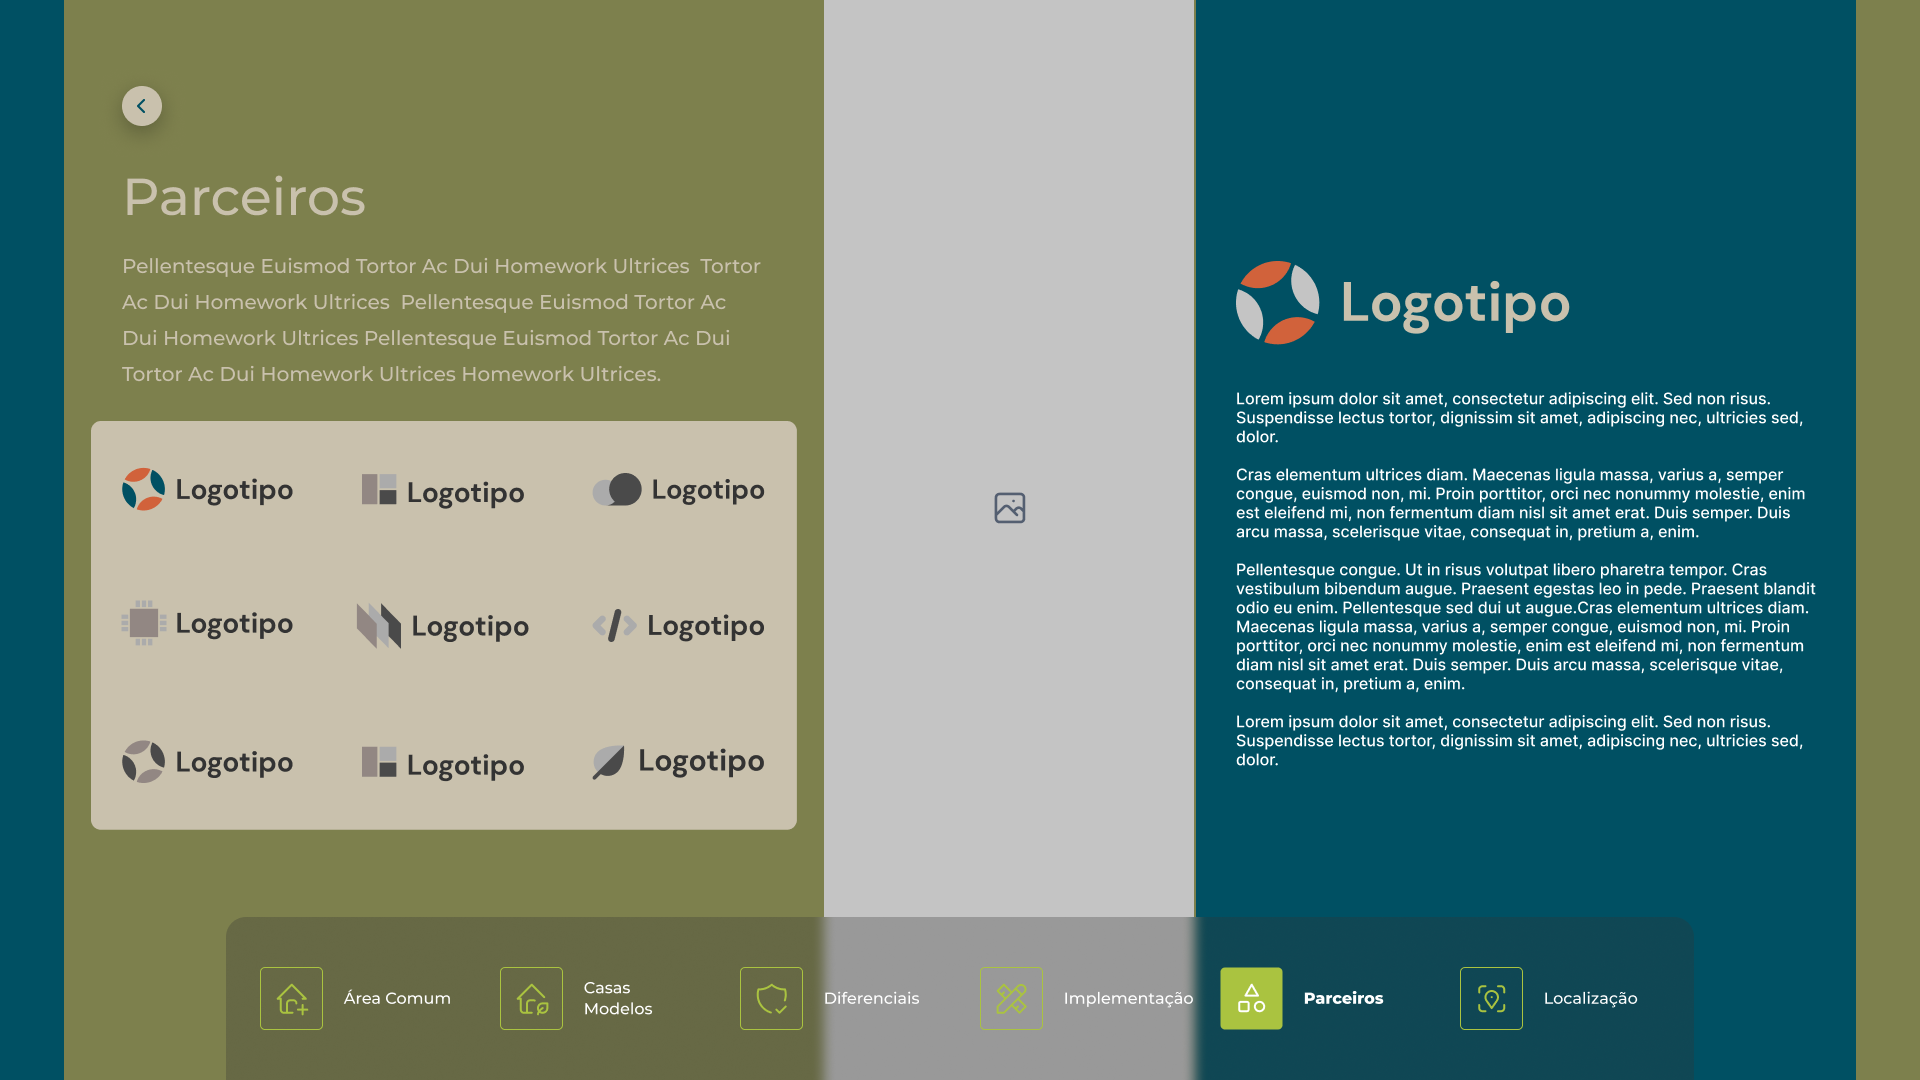 Parceiros
Pellentesque Euismod Tortor Ac Dui Homework Ultrices  Tortor
Ac Dui Homework Ultrices  Pellentesque Euismod Tortor Ac
Dui Homework Ultrices Pellentesque Euismod Tortor Ac Dui
Tortor Ac Dui Homework Ultrices Homework Ultrices.
Logotipo
Logotipo
Logotipo
Logotipo
Logotipo
Logotipo
Logotipo
Logotipo
Logotipo
Logotipo
Lorem ipsum dolor sit amet, consectetur adipiscing elit. Sed non risus.
Suspendisse lectus tortor, dignissim sit amet, adipiscing nec, ultricies sed,
dolor.
Cras elementum ultrices diam. Maecenas ligula massa, varius a, semper
congue, euismod non, mi. Proin porttitor, orci nec nonummy molestie, enim
est eleifend mi, non fermentum diam nisl sit amet erat. Duis semper. Duis
arcu massa, scelerisque vitae, consequat in, pretium a, enim.
Pellentesque congue. Ut in risus volutpat libero pharetra tempor. Cras
vestibulum bibendum augue. Praesent egestas leo in pede. Praesent blandit
odio eu enim. Pellentesque sed dui ut augue.Cras elementum ultrices diam.
Maecenas ligula massa, varius a, semper congue, euismod non, mi. Proin
porttitor, orci nec nonummy molestie, enim est eleifend mi, non fermentum
diam nisl sit amet erat. Duis semper. Duis arcu massa, scelerisque vitae,
consequat in, pretium a, enim.
Lorem ipsum dolor sit amet, consectetur adipiscing elit. Sed non risus.
Suspendisse lectus tortor, dignissim sit amet, adipiscing nec, ultricies sed,
dolor.
Área Comum
Casas
Modelos
Diferenciais
Implementação
Parceiros
Localização